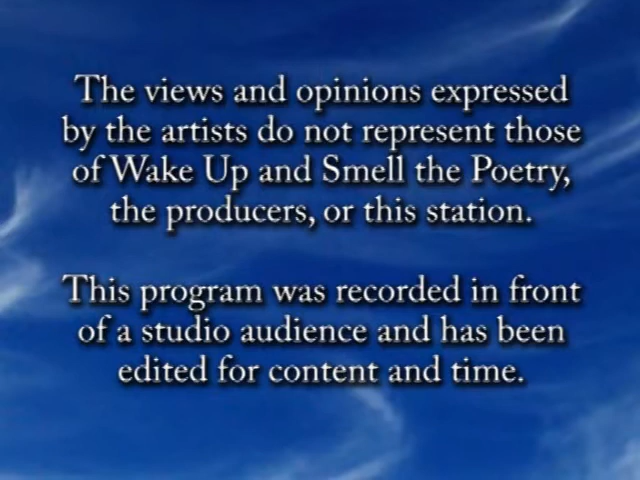 The views and opinions expressed
by the artists do not represent those
of Wake Up and Smell the Poetry,
the producers, or this station.
This program was recorded in front
of a studio audience and has been
edited for content and time.